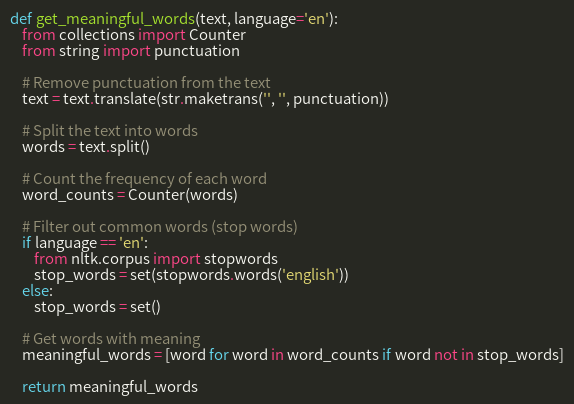 def get_meaningful_words(text, language='en'):
    from collections import Counter
    from string import punctuation

    # Remove punctuation from the text
    text = text.translate(str.maketrans('', '', punctuation))

    # Split the text into words
    words = text.split()

    # Count the frequency of each word
    word_counts = Counter(words)

    # Filter out common words (stop words)
    if language == 'en':
        from nltk.corpus import stopwords
        stop_words = set(stopwords.words('english'))
    else:
        stop_words = set()

    # Get words with meaning
    meaningful_words = [word for word in word_counts if word not in stop_words]

    return meaningful_words